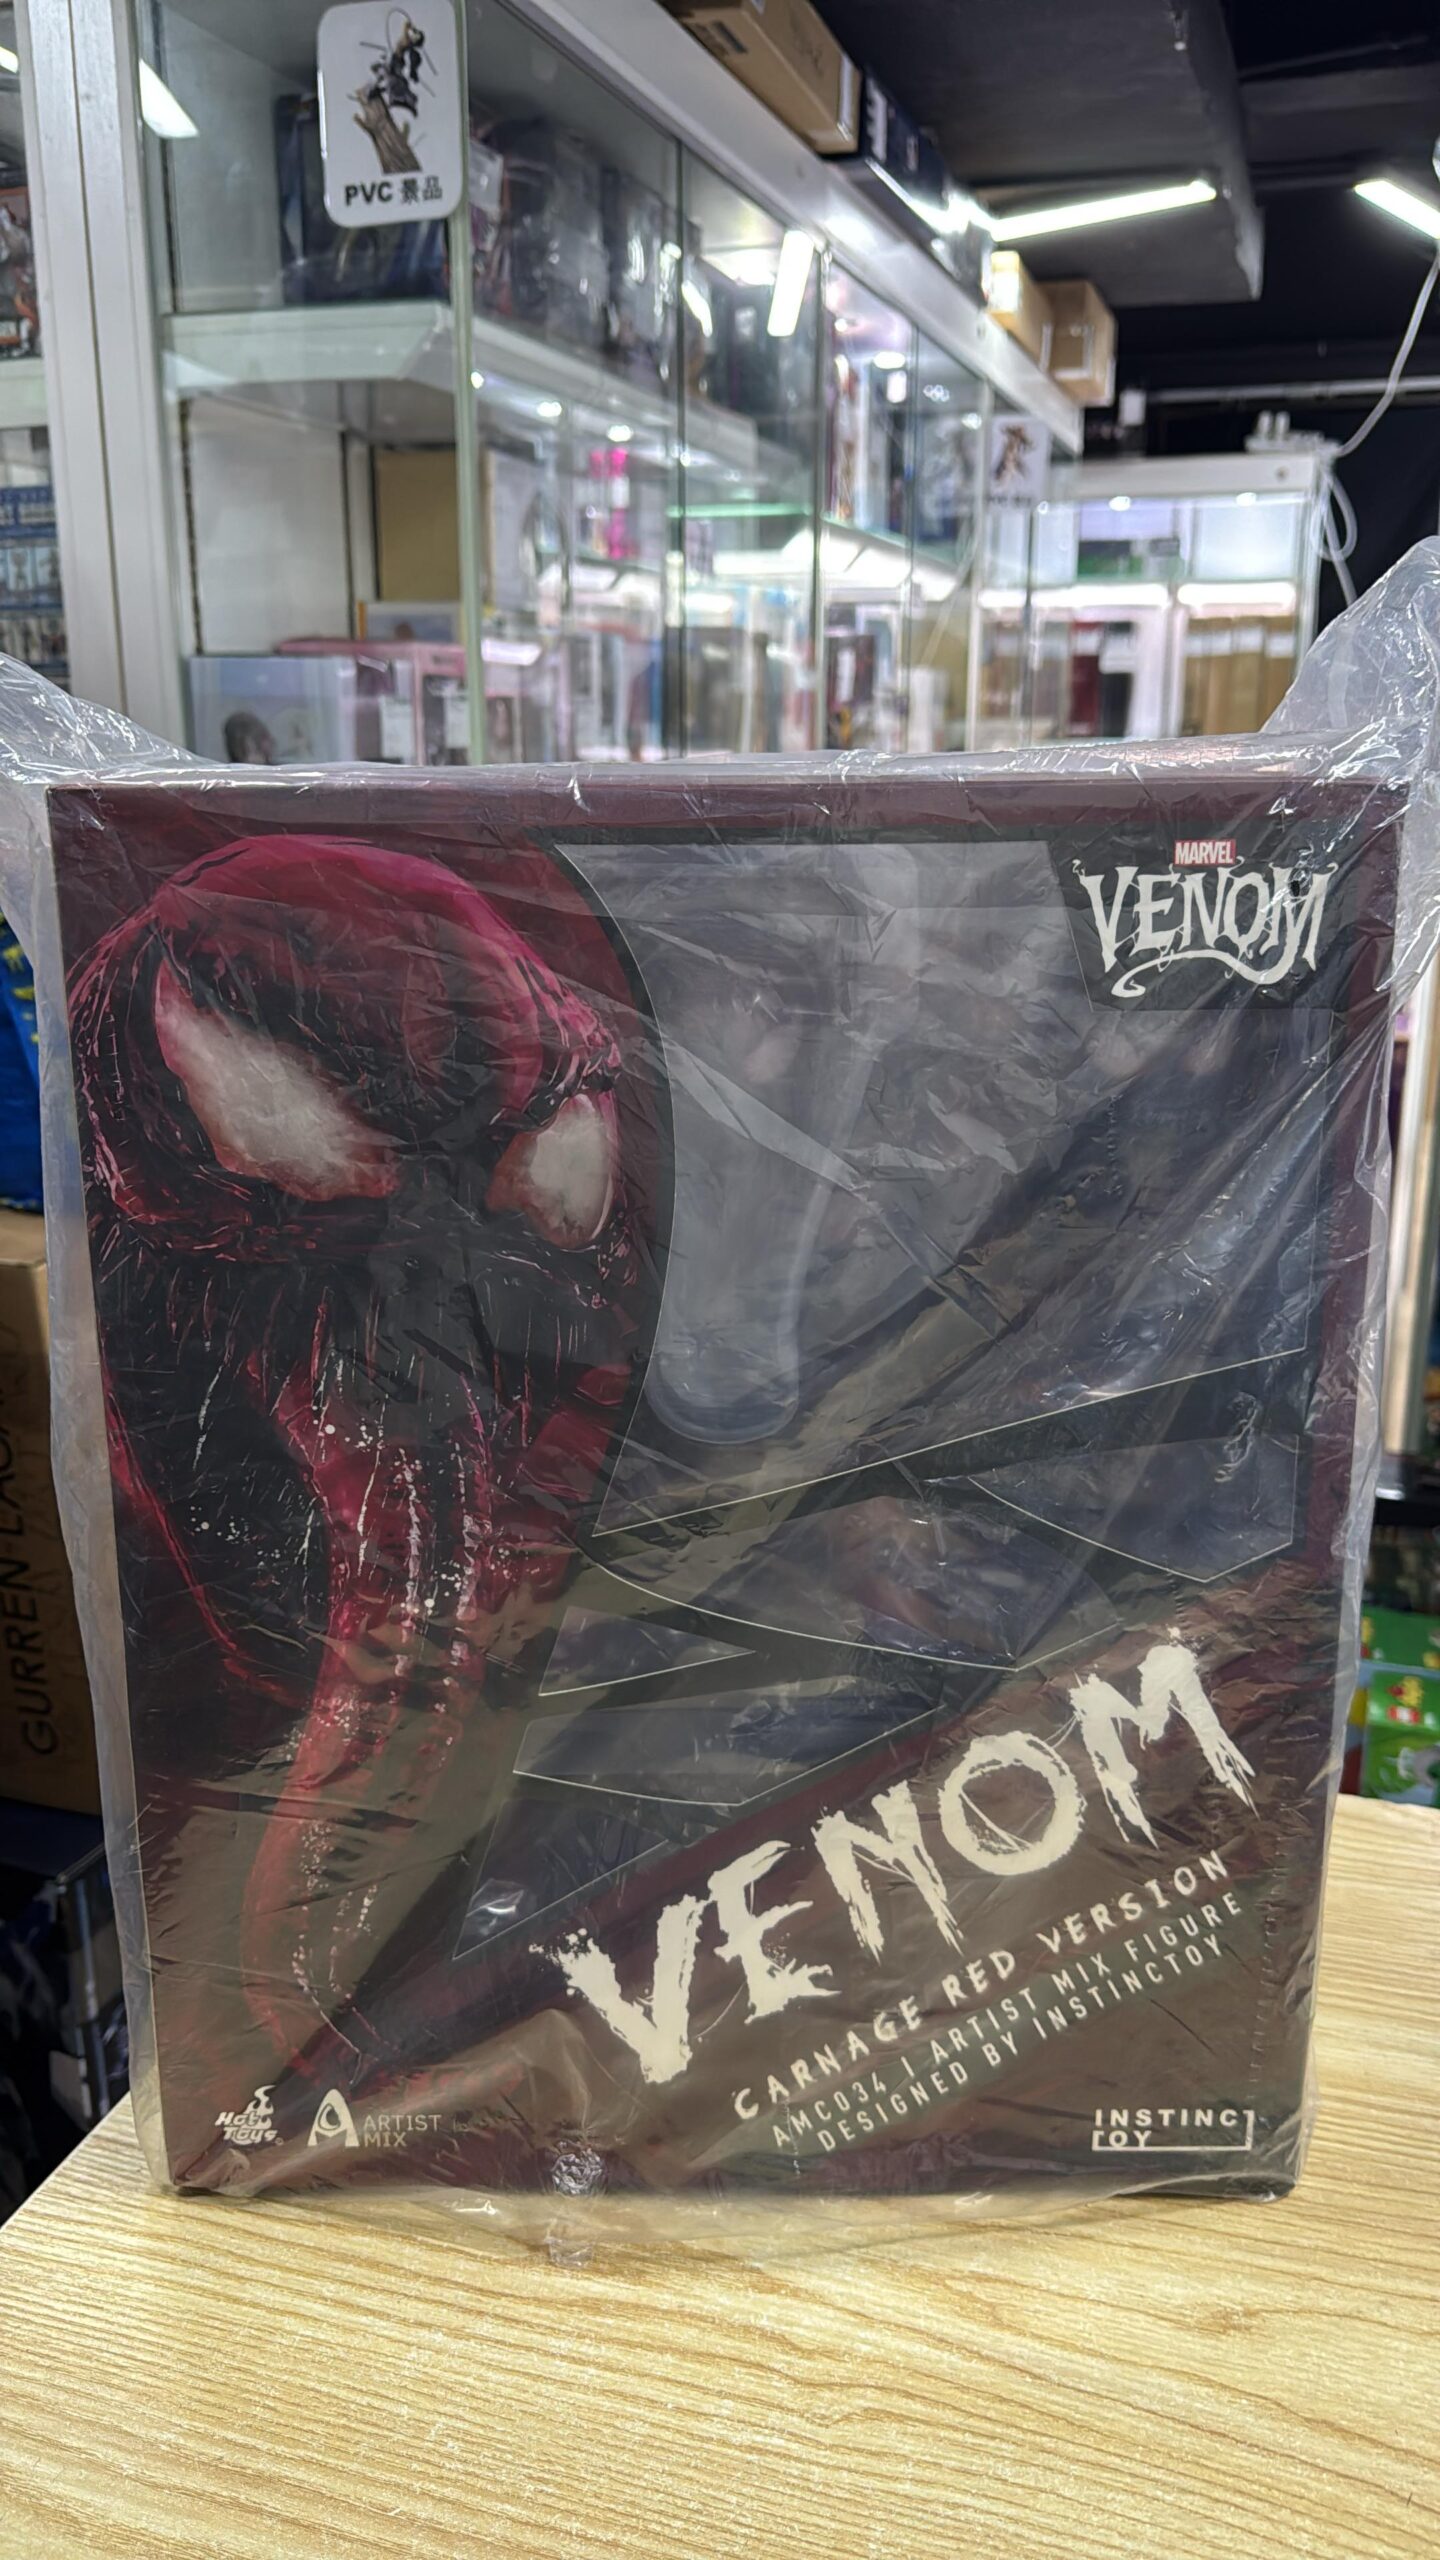 PVC 景品
MARVEL
VENOM
VENOM
CARNAGE RED VERSION
AMC034 | ARTIST MIX FIGURE
DESIGNED BY INSTINCTOY
Hot
Toys
ARTIST
MIX
INSTINC
TOY
GURREN-LAGANN